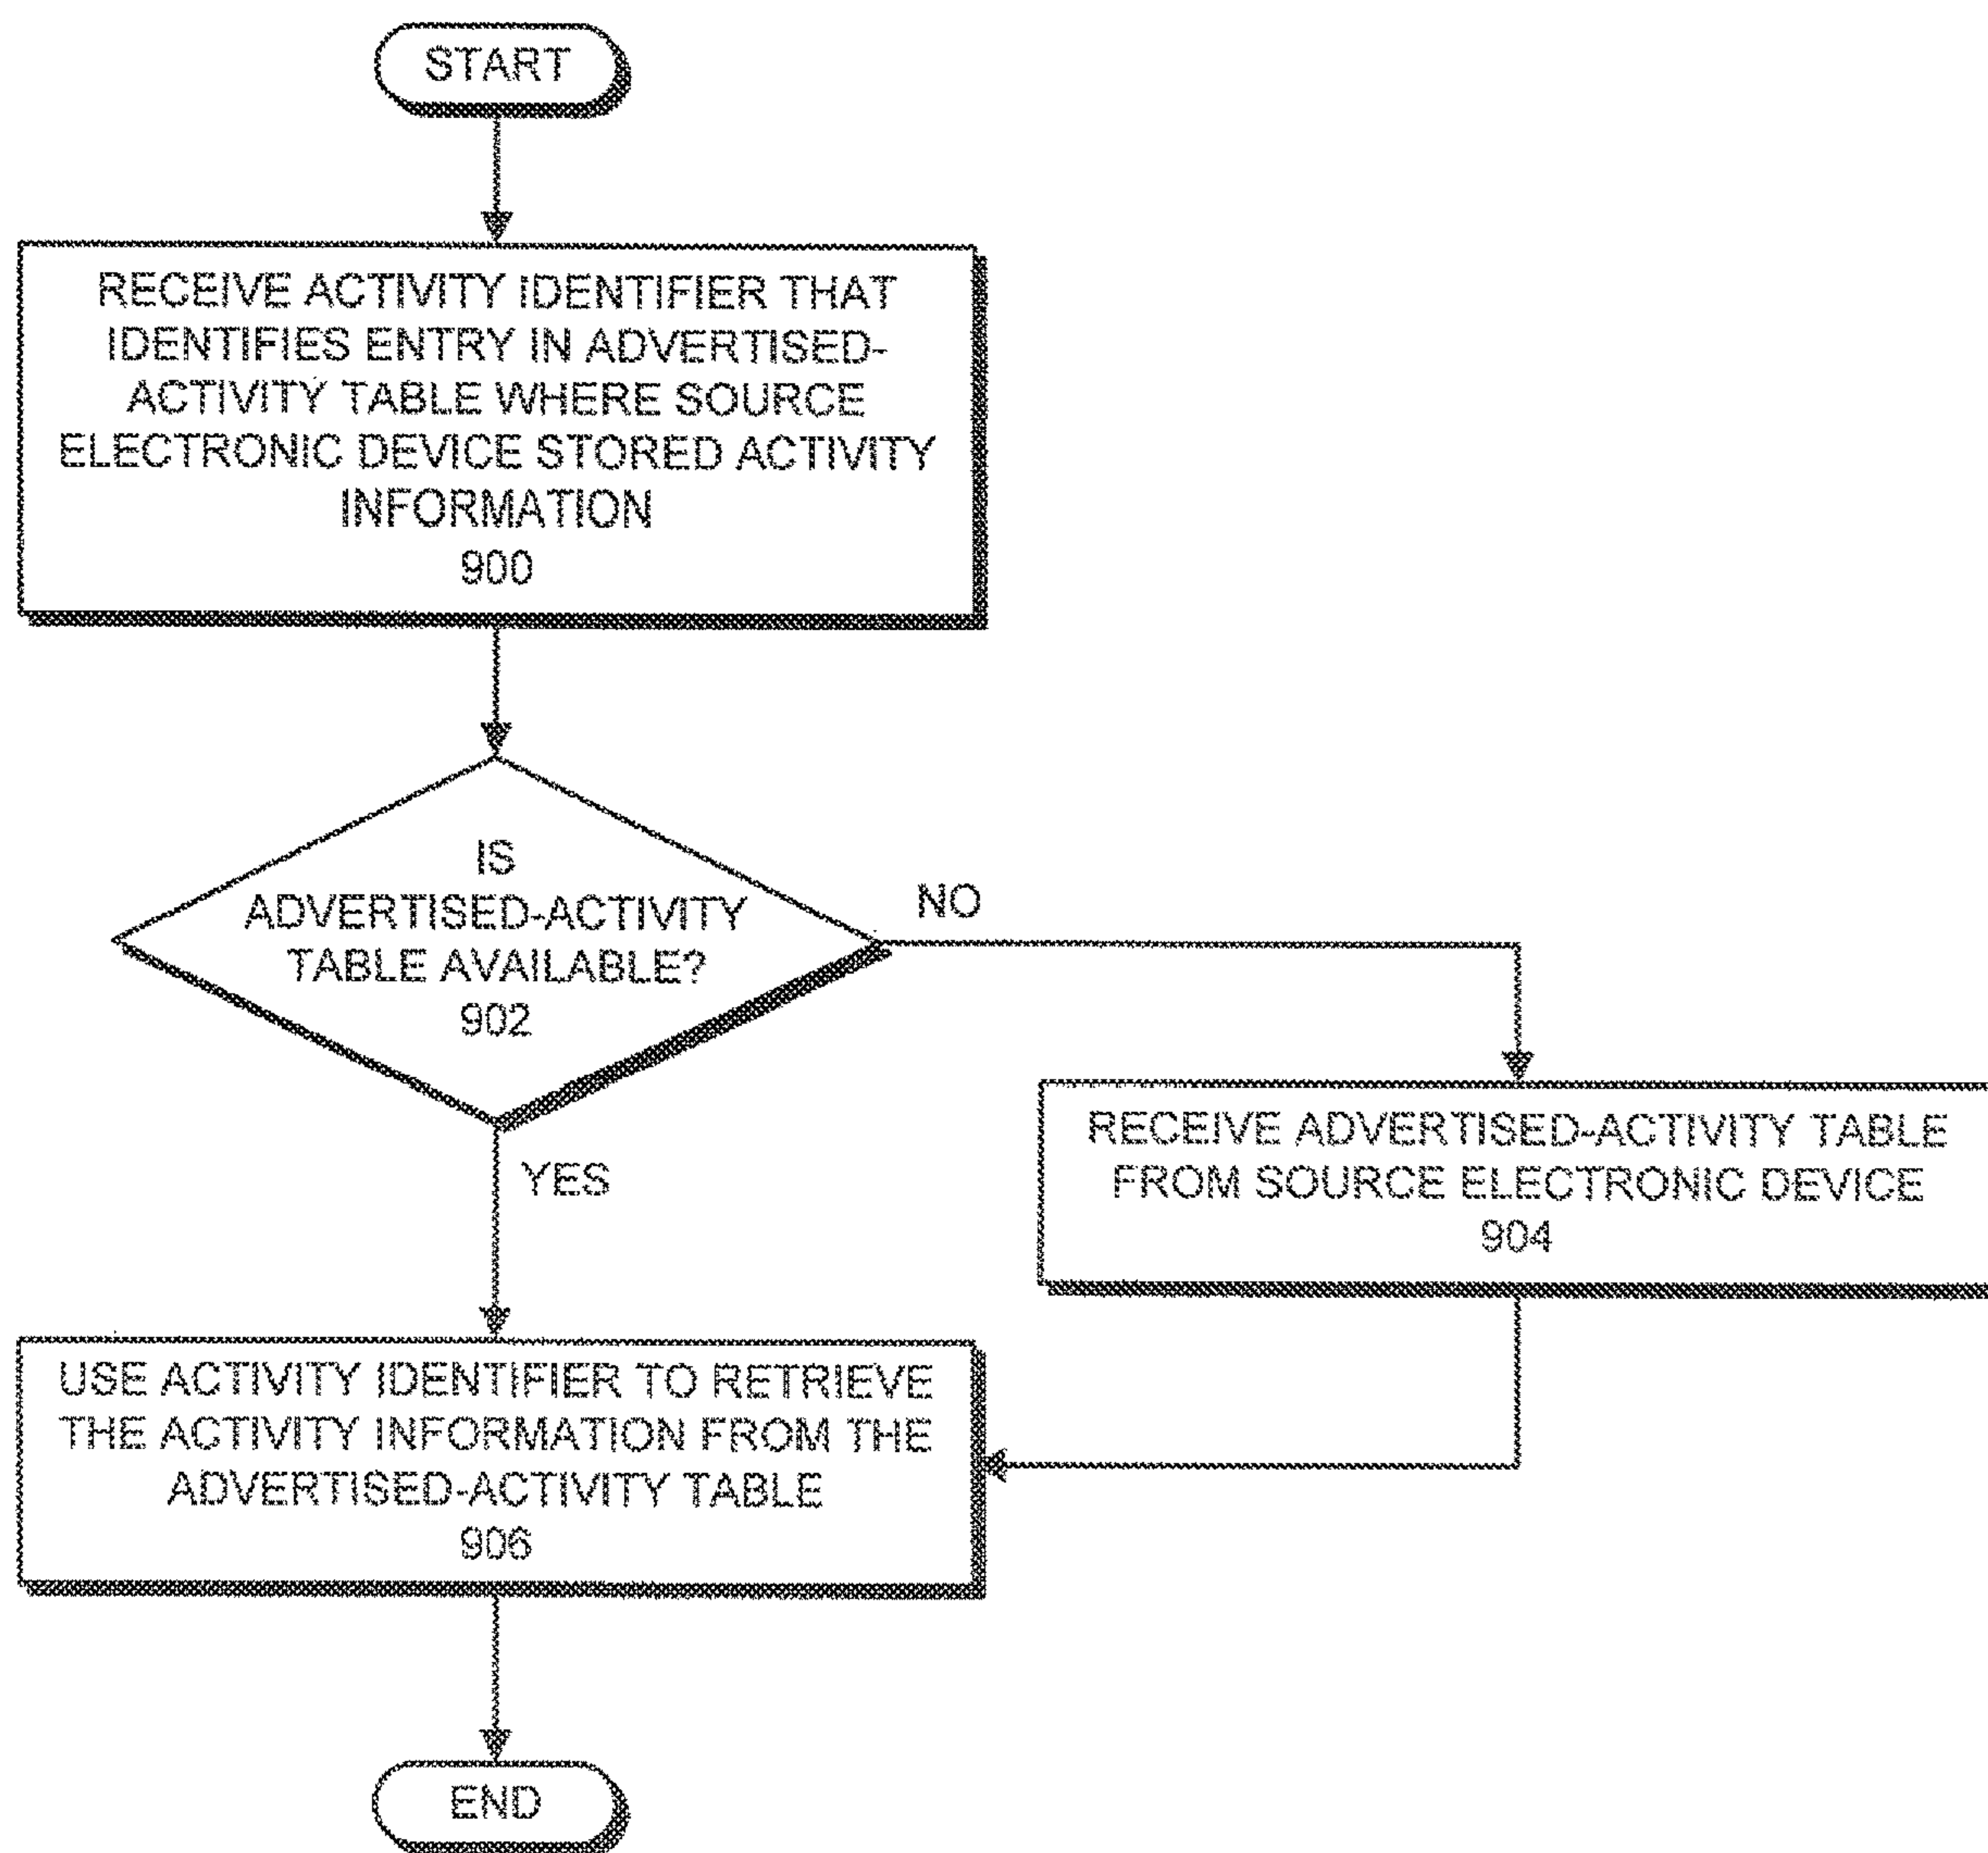 START
RECEIVE ACTIVITY IDENTIFIER THAT
IDENTIFIES ENTRY IN ADVERTISED-
ACTIVITY TABLE WHERE SOURCE
ELECTRONIC DEVICE STORED ACTIVITY
INFORMATION
900
IS
ADVERTISED-ACTIVITY
TABLE AVAILABLE?
902
NO
YES
RECEIVE ADVERTISED-ACTIVITY TABLE
FROM SOURCE ELECTRONIC DEVICE
904
USE ACTIVITY IDENTIFIER TO RETRIEVE
THE ACTIVITY INFORMATION FROM THE
ADVERTISED-ACTIVITY TABLE
906
END